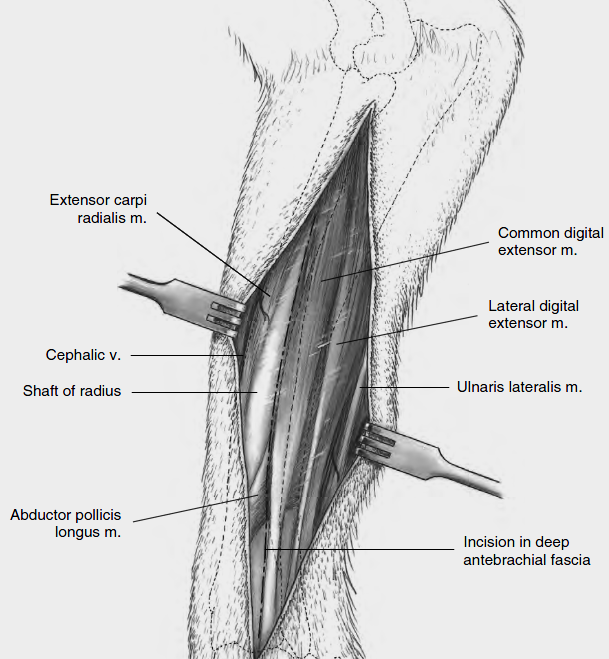 Extensor carpi
radialis m.
Common digital
extensor m.
Lateral digital
extensor m.
Cephalic v.
Shaft of radius
Ulnaris lateralis m.
Abductor pollicis
longus m.
Incision in deep
antebrachial fascia